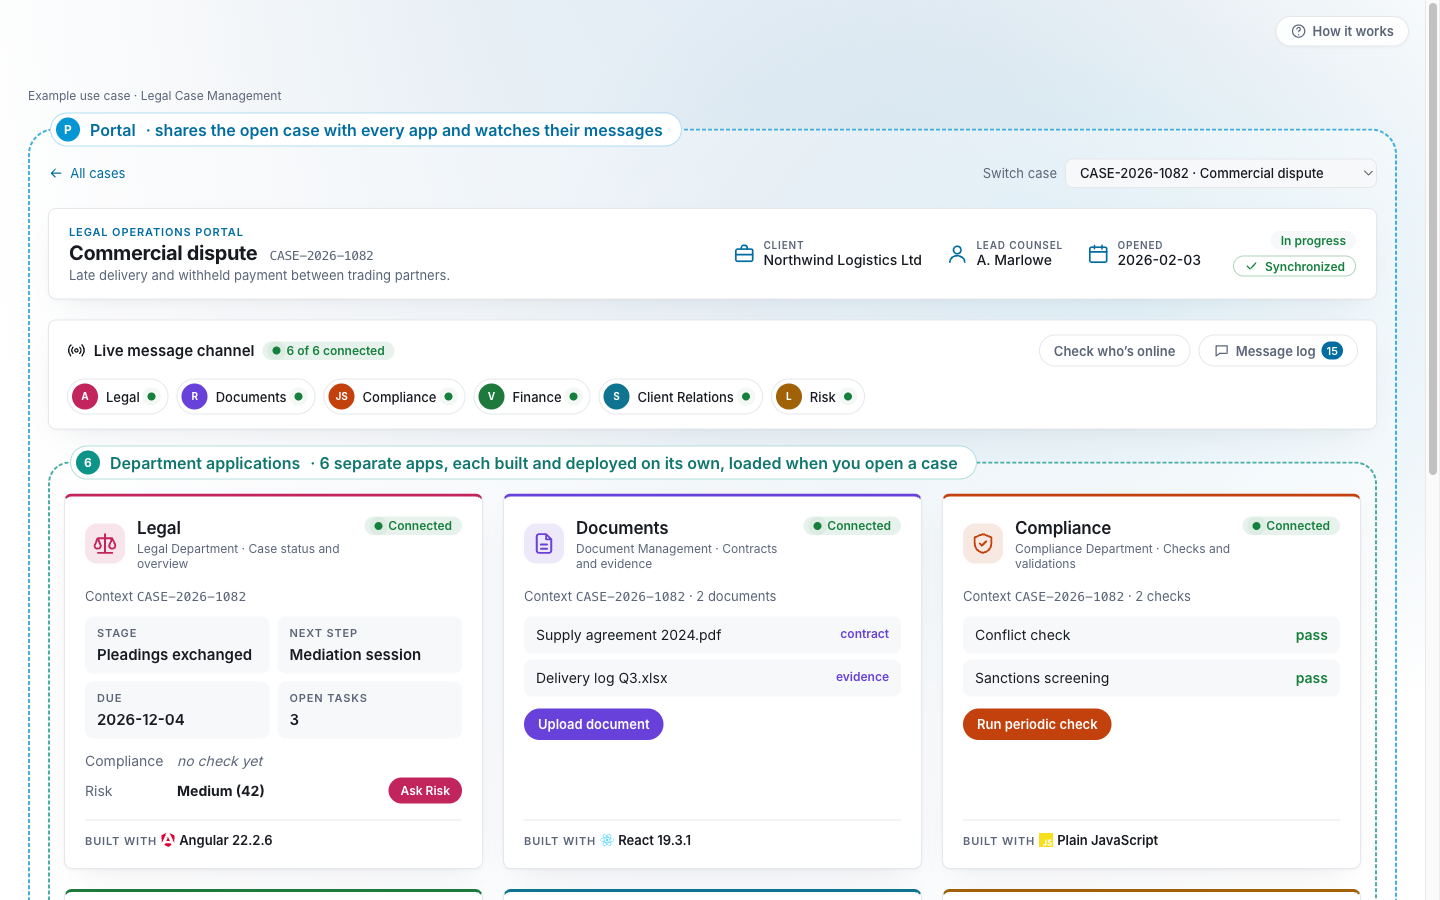 How it works
Example use case · Legal Case Management
P Portal · shares the open case with every app and watches their messages
← All cases
Switch case CASE-2026-1082 · Commercial dispute
LEGAL OPERATIONS PORTAL
Commercial dispute CASE-2026-1082
Late delivery and withheld payment between trading partners.
CLIENT
Northwind Logistics Ltd
LEAD COUNSEL
A. Marlowe
OPENED
2026-02-03
In progress
Synchronized
Live message channel 6 of 6 connected
Check who's online
Message log 15
A Legal
R Documents
JS Compliance
V Finance
S Client Relations
L Risk
6 Department applications · 6 separate apps, each built and deployed on its own, loaded when you open a case
Legal
Connected
Legal Department · Case status and
overview
Context CASE-2026-1082
STAGE
Pleadings exchanged
NEXT STEP
Mediation session
DUE
2026-12-04
OPEN TASKS
3
Compliance no check yet
Risk Medium (42) Ask Risk
BUILT WITH Angular 22.2.6
Documents
Connected
Document Management · Contracts
and evidence
Context CASE-2026-1082 · 2 documents
Supply agreement 2024.pdf contract
Delivery log Q3.xlsx evidence
Upload document
BUILT WITH React 19.3.1
Compliance
Connected
Compliance Department · Checks and
validations
Context CASE-2026-1082 · 2 checks
Conflict check pass
Sanctions screening pass
Run periodic check
BUILT WITH Plain JavaScript